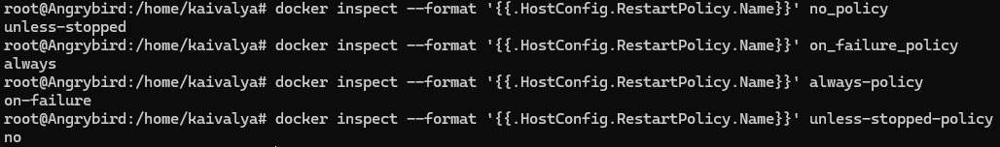 root@Angrybird:/home/kaivalya# docker inspect --format '{{.HostConfig.RestartPolicy.Name}}' no_policy
unless-stopped
root@Angrybird:/home/kaivalya# docker inspect --format '{{.HostConfig.RestartPolicy.Name}}' on_failure_policy
always
root@Angrybird:/home/kaivalya# docker inspect --format '{{.HostConfig.RestartPolicy.Name}}' always-policy
on-failure
root@Angrybird:/home/kaivalya# docker inspect --format '{{.HostConfig.RestartPolicy.Name}}' unless-stopped-policy
no